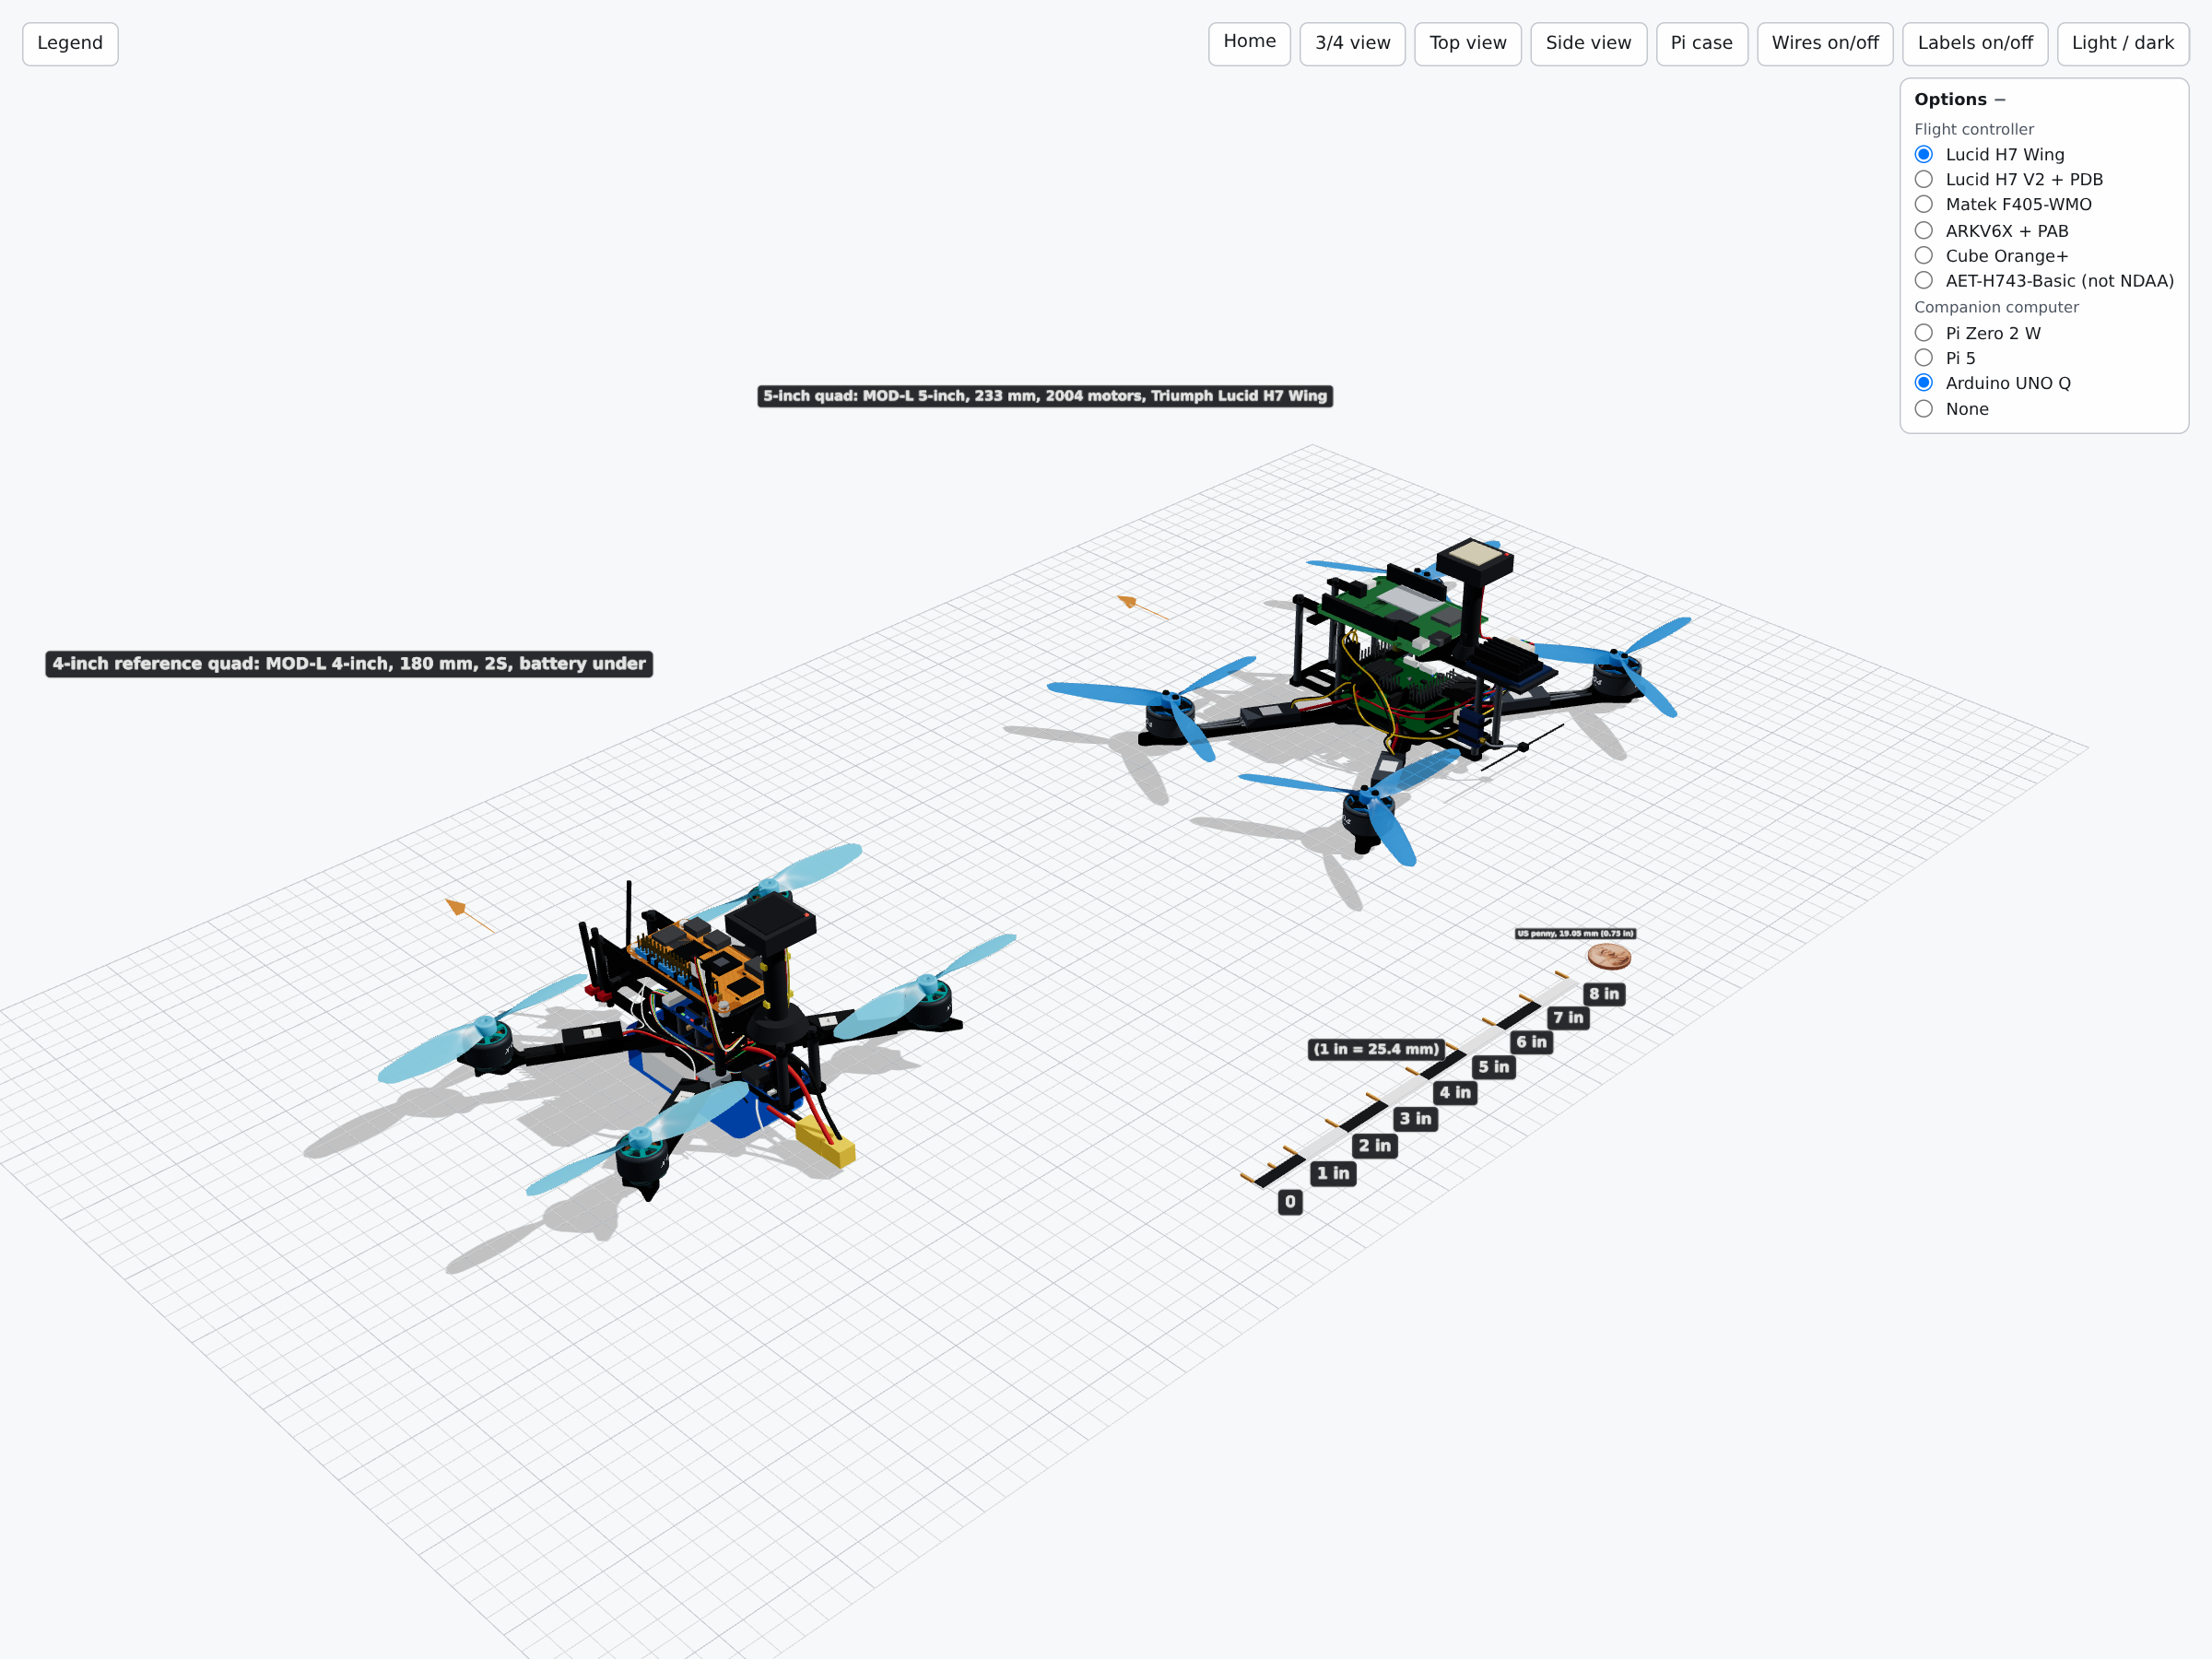 Legend
Home
3/4 view
Top view
Side view
Pi case
Wires on/off
Labels on/off
Light / dark
Options −
Flight controller
Lucid H7 Wing
Lucid H7 V2 + PDB
Matek F405-WMO
ARKV6X + PAB
Cube Orange+
AET-H743-Basic (not NDAA)
Companion computer
Pi Zero 2 W
Pi 5
Arduino UNO Q
None
5-inch quad: MOD-L 5-inch, 233 mm, 2004 motors, Triumph Lucid H7 Wing
4-inch reference quad: MOD-L 4-inch, 180 mm, 2S, battery under
US penny, 19.05 mm (0.75 in)
8 in
7 in
6 in
(1 in = 25.4 mm)
5 in
4 in
3 in
2 in
1 in
0